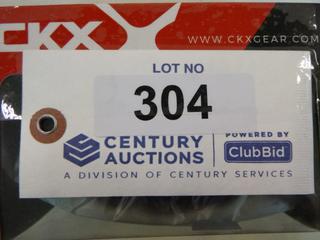 CKX
WWW.CKXGEAR.COM
LOT NO
304
CENTURY AUCTIONS
POWERED BY ClubBid
A DIVISION OF CENTURY SERVICES